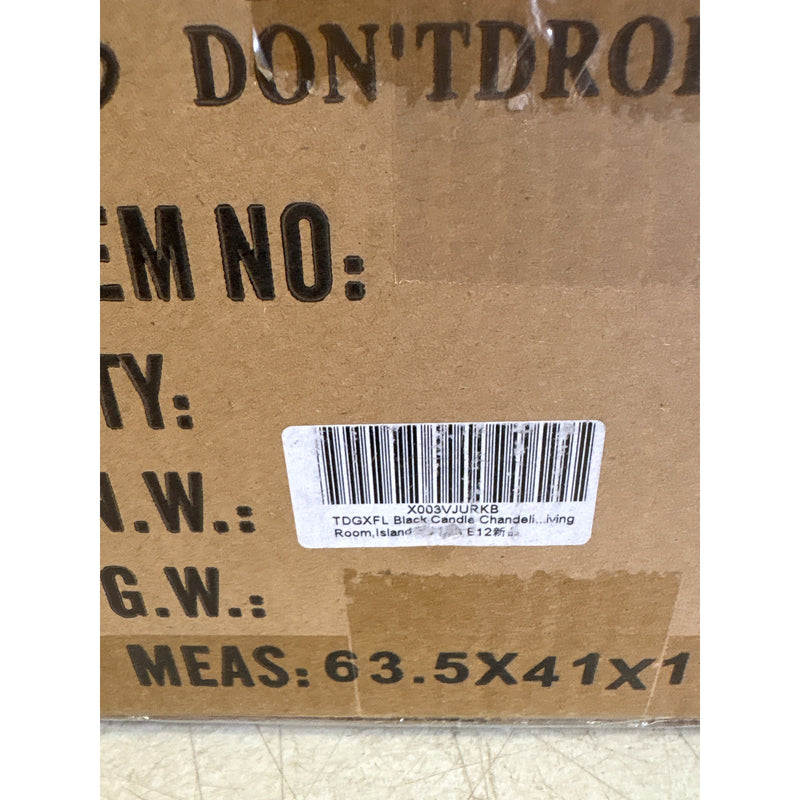 DON'TDROP
EM NO:
TY:
N.W.:
G.W.:
X003VJURKB
TDGXFL Black Candle Chandeli...iving
Room,Island E12新品
MEAS: 63.5X41X1